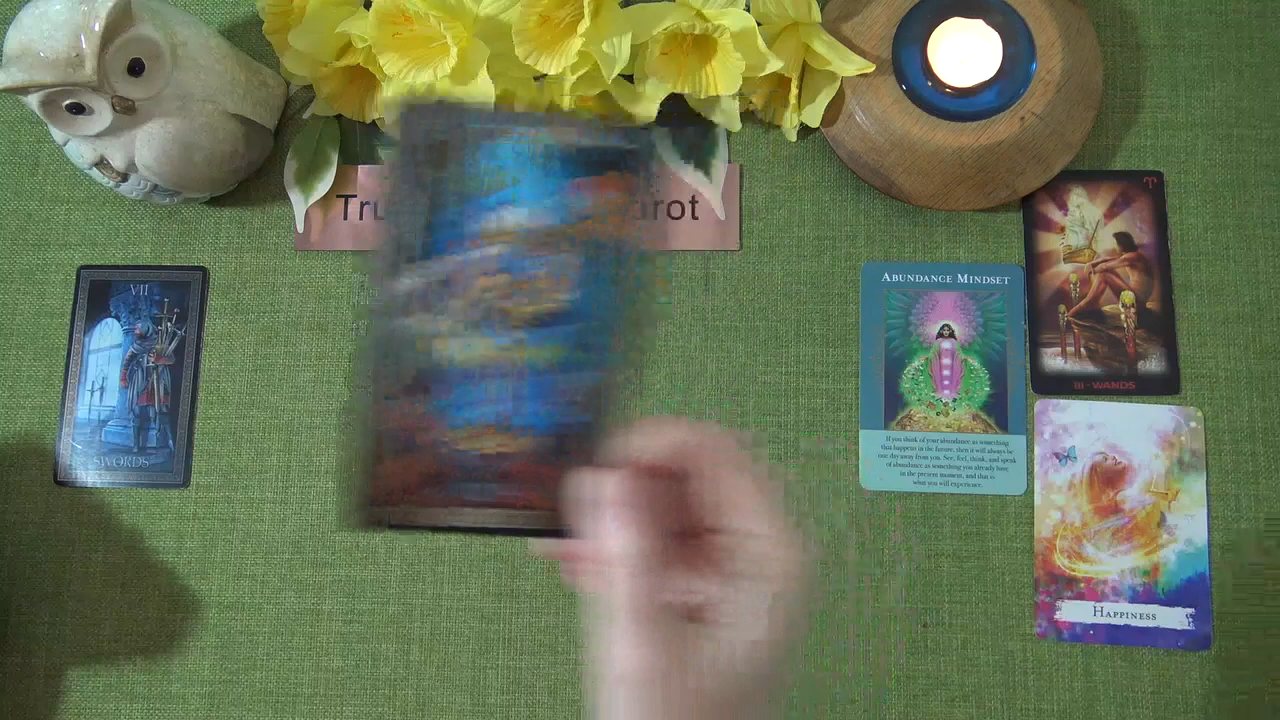 Tru arot
VII
SWORDS
ABUNDANCE MINDSET
If you think of your abundance as something
that happens in the future, then it will always be
one day away from you. See, feel, think, and speak
of abundance as something you already have
in the present moment, and that is
what you will experience.
III - WANDS
HAPPINESS